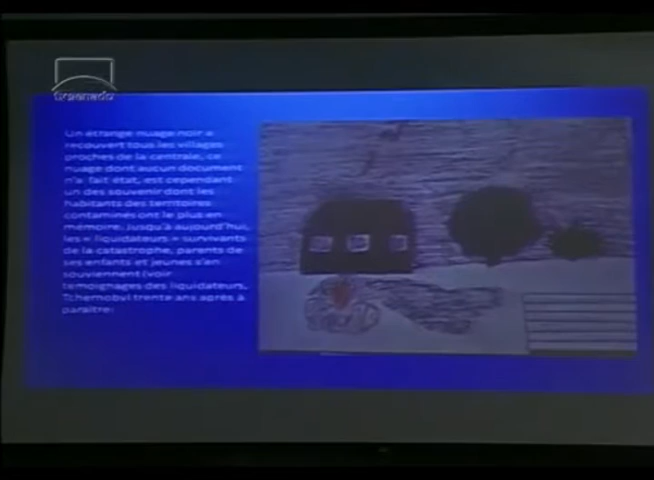 tvsenado
Un étrange nuage noir a
recouvert tous les villages
proches de la centrale, ce
nuage dont aucun document
n'a fait état, est cependant
un des souvenir dont les
habitants des territoires
contaminés ont le plus en
mémoire. Jusqu'à aujourd'hui,
les « liquidateurs » survivants
de la catastrophe, parents de
ses enfants et jeunes s'en
souviennent (voir
temoignages des liquidateurs,
Tchernobyl trente ans après à
paraître.